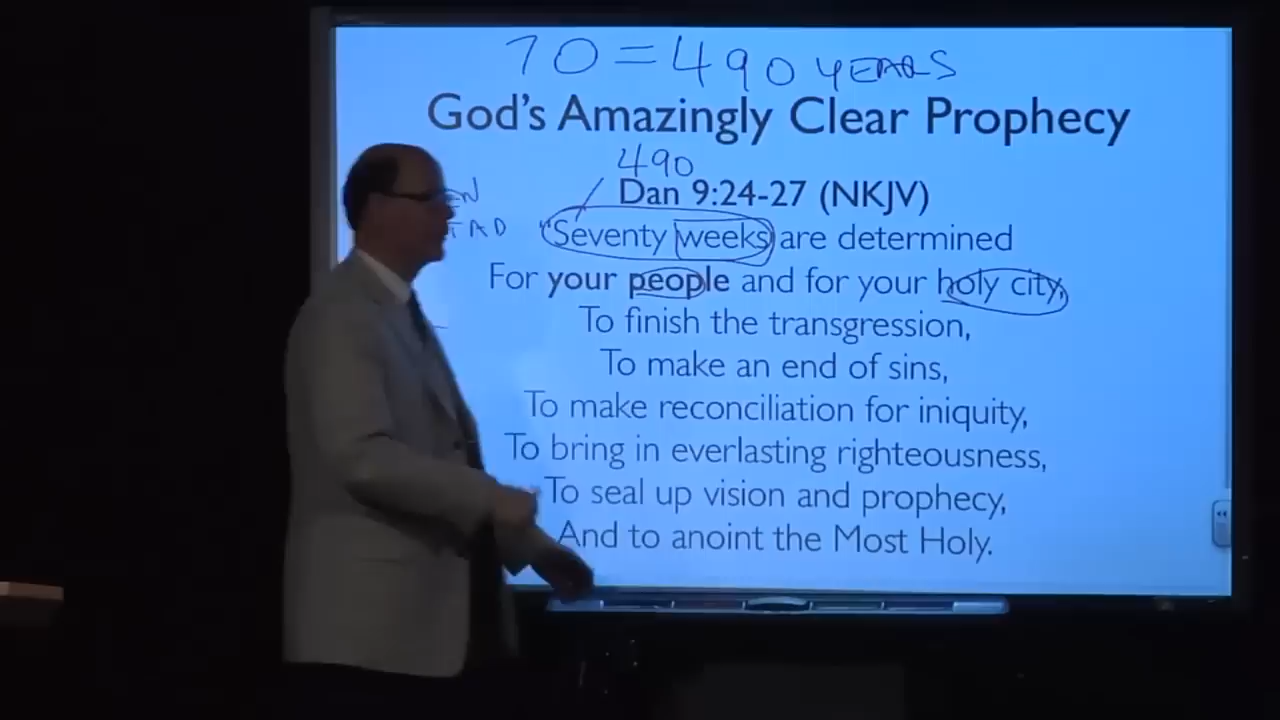 70 = 490 YEARS
God's Amazingly Clear Prophecy
490
Dan 9:24-27 (NKJV)
"Seventy weeks are determined
For your people and for your holy city,
To finish the transgression,
To make an end of sins,
To make reconciliation for iniquity,
To bring in everlasting righteousness,
To seal up vision and prophecy,
And to anoint the Most Holy.